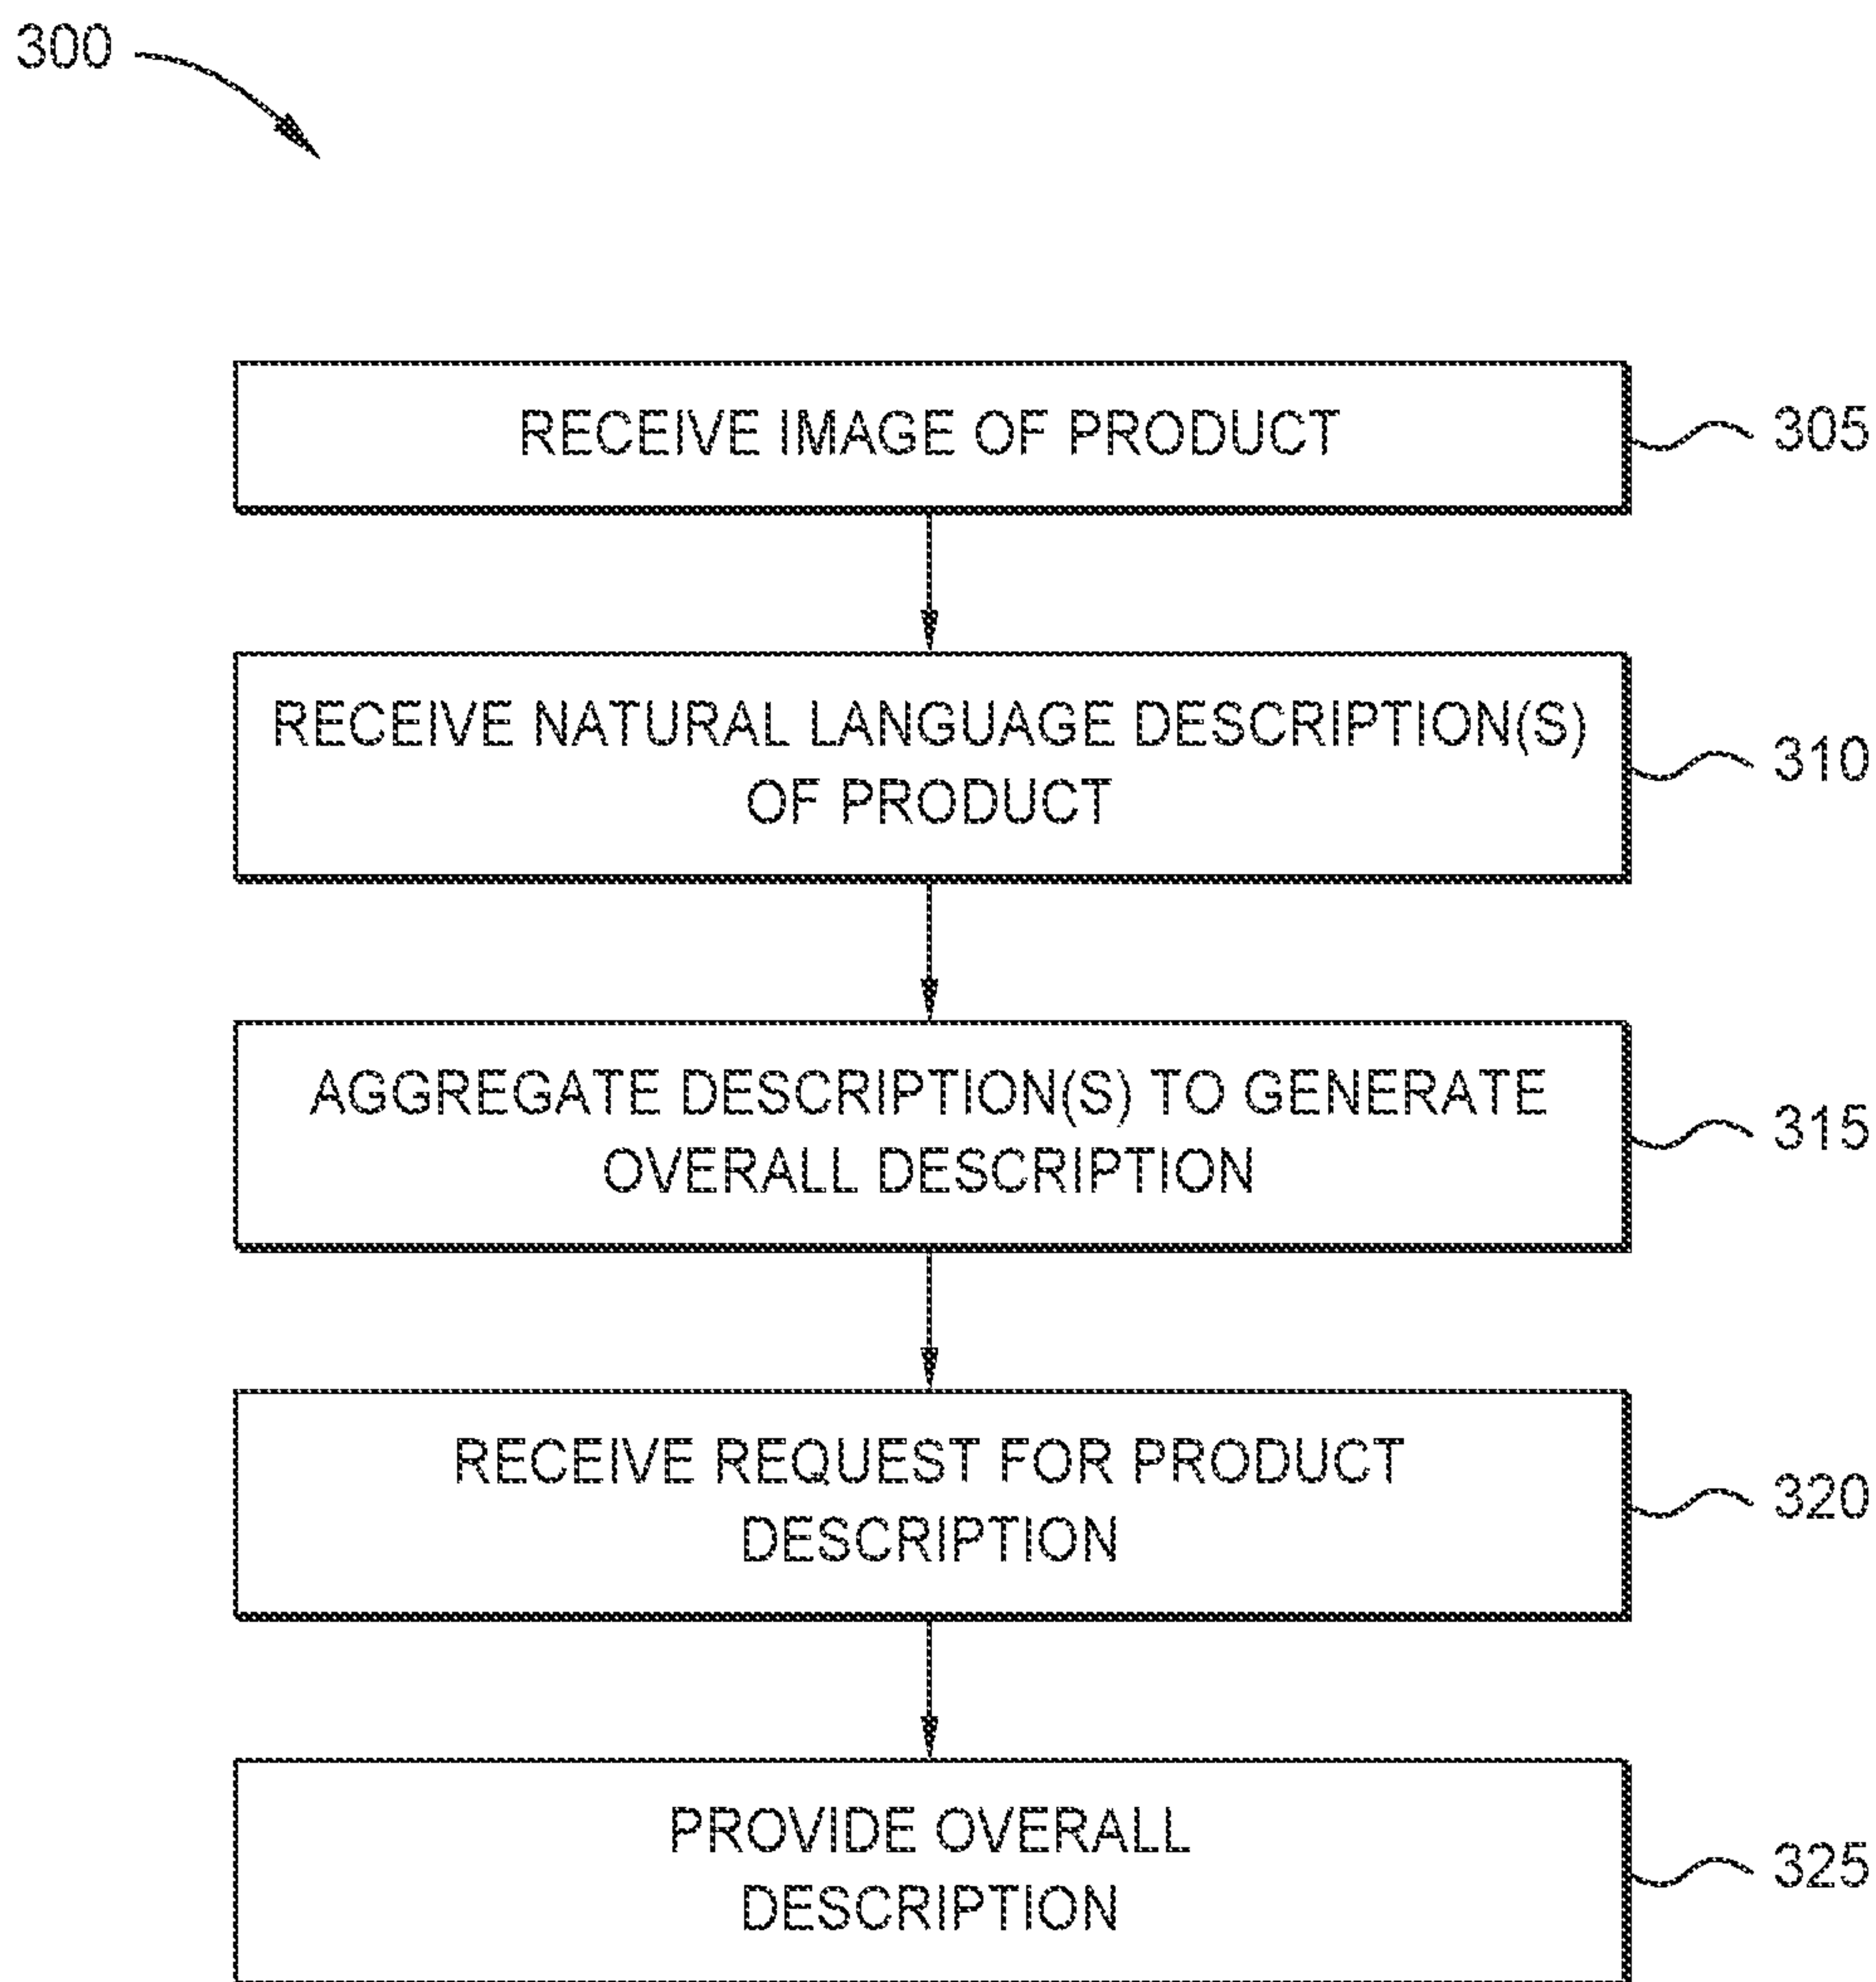 300
RECEIVE IMAGE OF PRODUCT
305
RECEIVE NATURAL LANGUAGE DESCRIPTION(S)
OF PRODUCT
310
AGGREGATE DESCRIPTION(S) TO GENERATE
OVERALL DESCRIPTION
315
RECEIVE REQUEST FOR PRODUCT
DESCRIPTION
320
PROVIDE OVERALL
DESCRIPTION
325